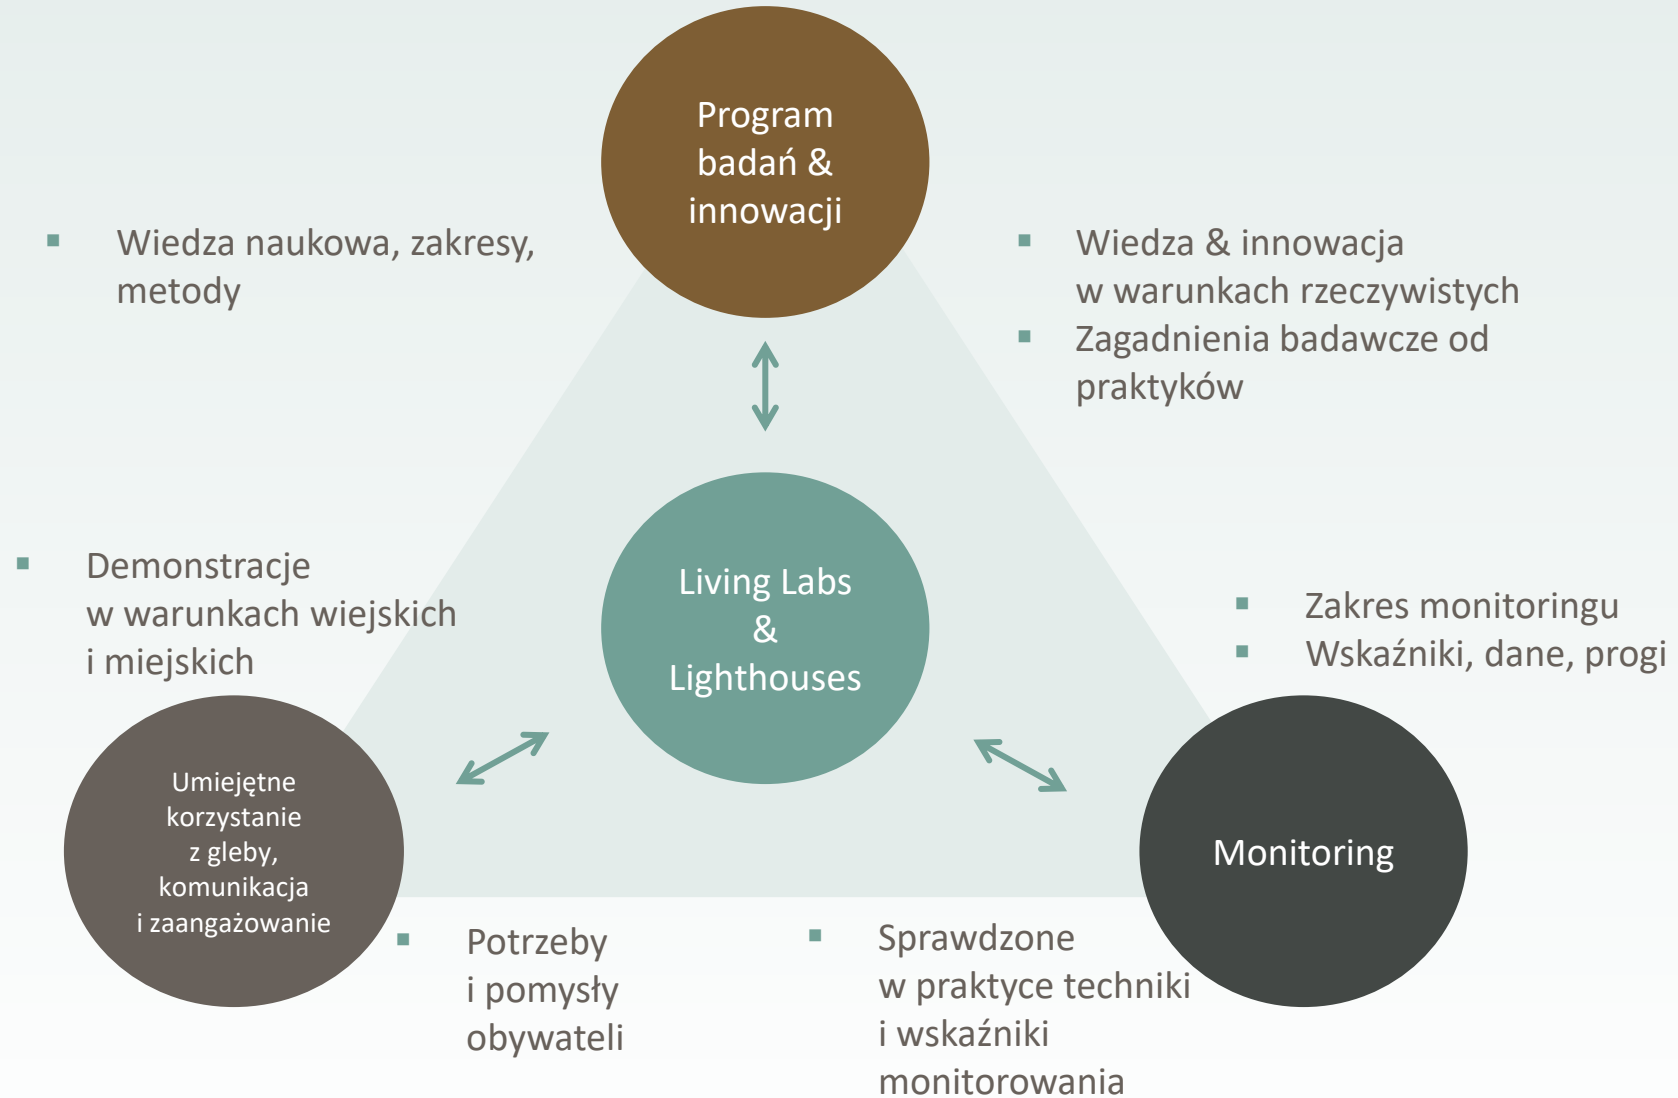 Program
badań &
innowacji
Wiedza naukowa, zakresy,
metody
Wiedza & innowacja
w warunkach rzeczywistych
Zagadnienia badawcze od
praktyków
Demonstracje
w warunkach wiejskich
i miejskich
Living Labs
&
Lighthouses
Zakres monitoringu
Wskaźniki, dane, progi
Umiejętne
korzystanie
z gleby,
komunikacja
i zaangażowanie
Monitoring
Potrzeby
i pomysły
obywateli
Sprawdzone
w praktyce techniki
i wskaźniki
monitorowania